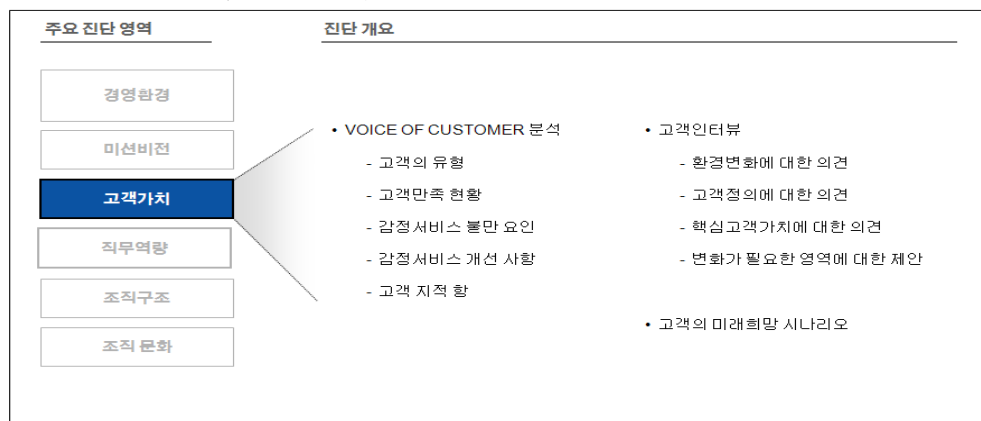 주요 진단 영역
진단 개요
경영환경
미션비전
고객가치
직무역량
조직구조
조직 문화
• VOICE OF CUSTOMER 분석
- 고객의 유형
- 고객만족 현황
- 감정서비스 불만 요인
- 감정서비스 개선 사항
- 고객 지적 항
• 고객인터뷰
- 환경변화에 대한 의견
- 고객정의에 대한 의견
- 핵심고객가치에 대한 의견
- 변화가 필요한 영역에 대한 제안
• 고객의 미래희망 시나리오